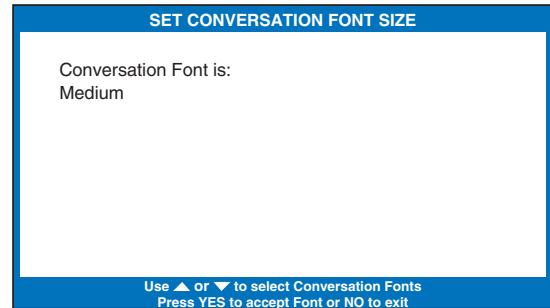 SET CONVERSATION FONT SIZE
Conversation Font is:
Medium
Use ▲ or ▼ to select Conversation Fonts
Press YES to accept Font or NO to exit